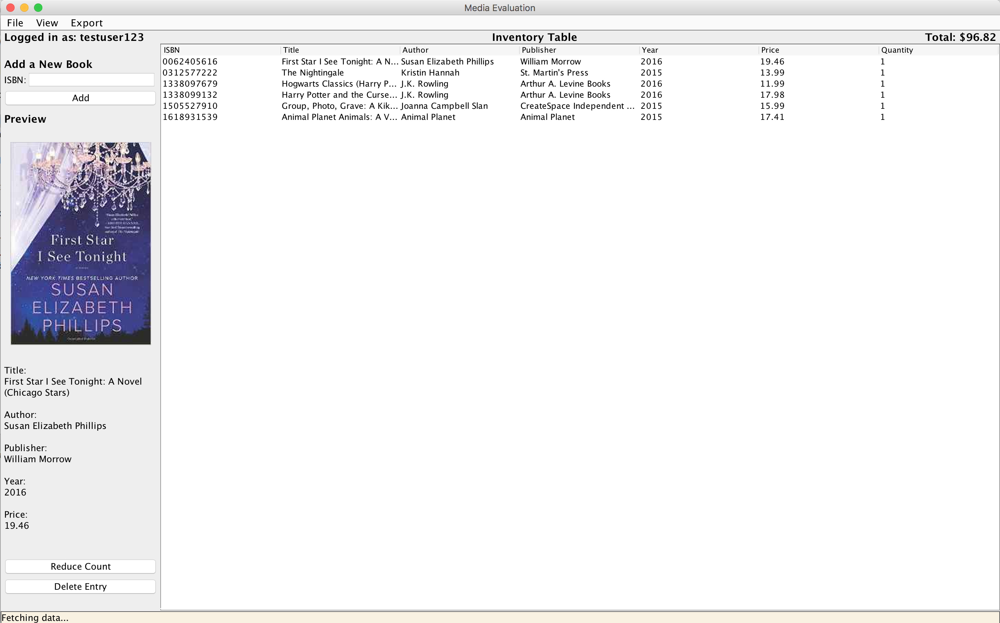 Media Evaluation
File View Export
Logged in as: testuser123
Inventory Table
Total: $96.82
Add a New Book
ISBN:
Add
Preview
First Star
I See Tonight
NEW YORK TIMES BESTSELLING AUTHOR
SUSAN
ELIZABETH
PHILLIPS
Title:
First Star I See Tonight: A Novel
(Chicago Stars)
Author:
Susan Elizabeth Phillips
Publisher:
William Morrow
Year:
2016
Price:
19.46
Reduce Count
Delete Entry
ISBN Title Author Publisher Year Price Quantity
0062405616 First Star I See Tonight: A N... Susan Elizabeth Phillips William Morrow 2016 19.46 1
0312577222 The Nightingale Kristin Hannah St. Martin's Press 2015 13.99 1
1338097679 Hogwarts Classics (Harry P... J.K. Rowling Arthur A. Levine Books 2016 11.99 1
1338099132 Harry Potter and the Curse... J.K. Rowling Arthur A. Levine Books 2016 17.98 1
1505527910 Group, Photo, Grave: A Kik... Joanna Campbell Slan CreateSpace Independent ... 2015 15.99 1
1618931539 Animal Planet Animals: A V... Animal Planet Animal Planet 2015 17.41 1
Fetching data...